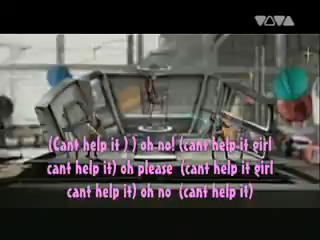 VIVA
(Cant help it ) ) oh no! (cant help it girl
cant help it) oh please (cant help it girl
cant help it) oh no (cant help it)